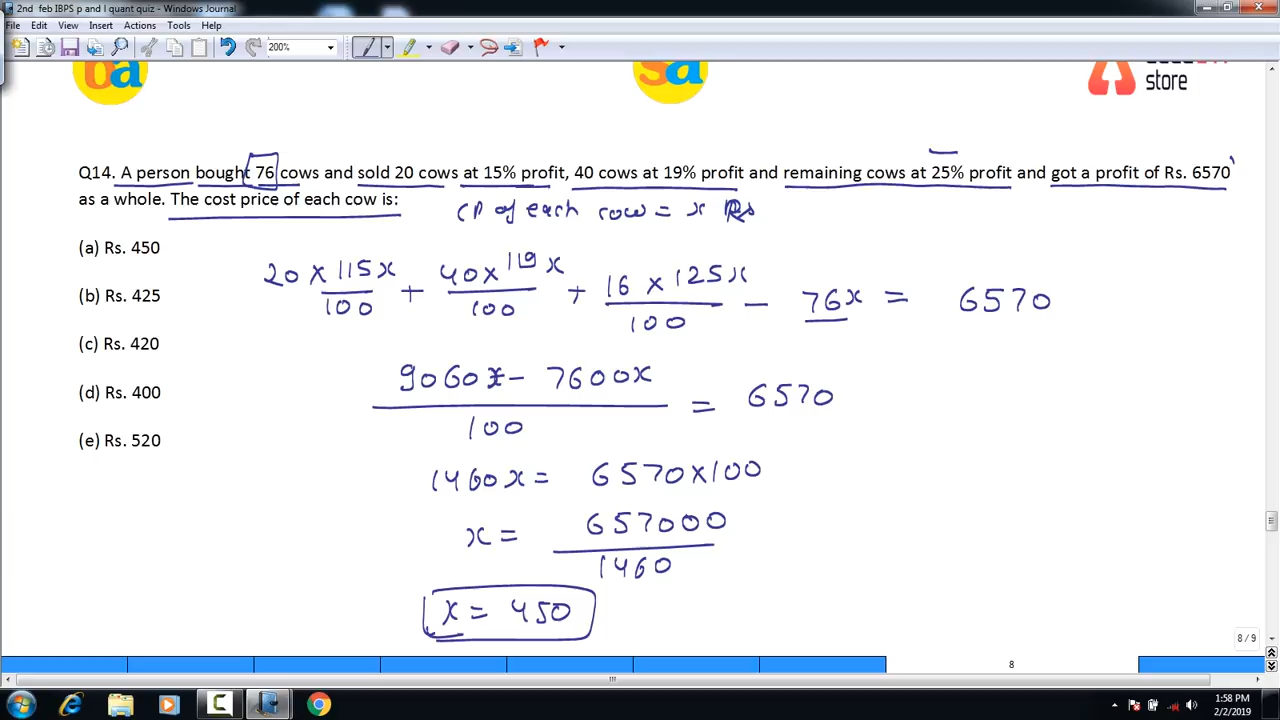 2nd feb IBPS p and I quant quiz - Windows Journal
File Edit View Insert Actions Tools Help
200%
ba
sa
store
Q14. A person bought 76 cows and sold 20 cows at 15% profit, 40 cows at 19% profit and remaining cows at 25% profit and got a profit of Rs. 6570
as a whole. The cost price of each cow is:
CP of each cow = x Rs
(a) Rs. 450
20 x 115x/100 + 40 x 119x/100 + 16 x 125x/100 - 76x = 6570
(b) Rs. 425
(c) Rs. 420
9060x - 7600x/100 = 6570
(d) Rs. 400
(e) Rs. 520
1460x = 6570x100
x = 657000/1460
x = 450
8 / 9
8
1:58 PM
2/2/2019